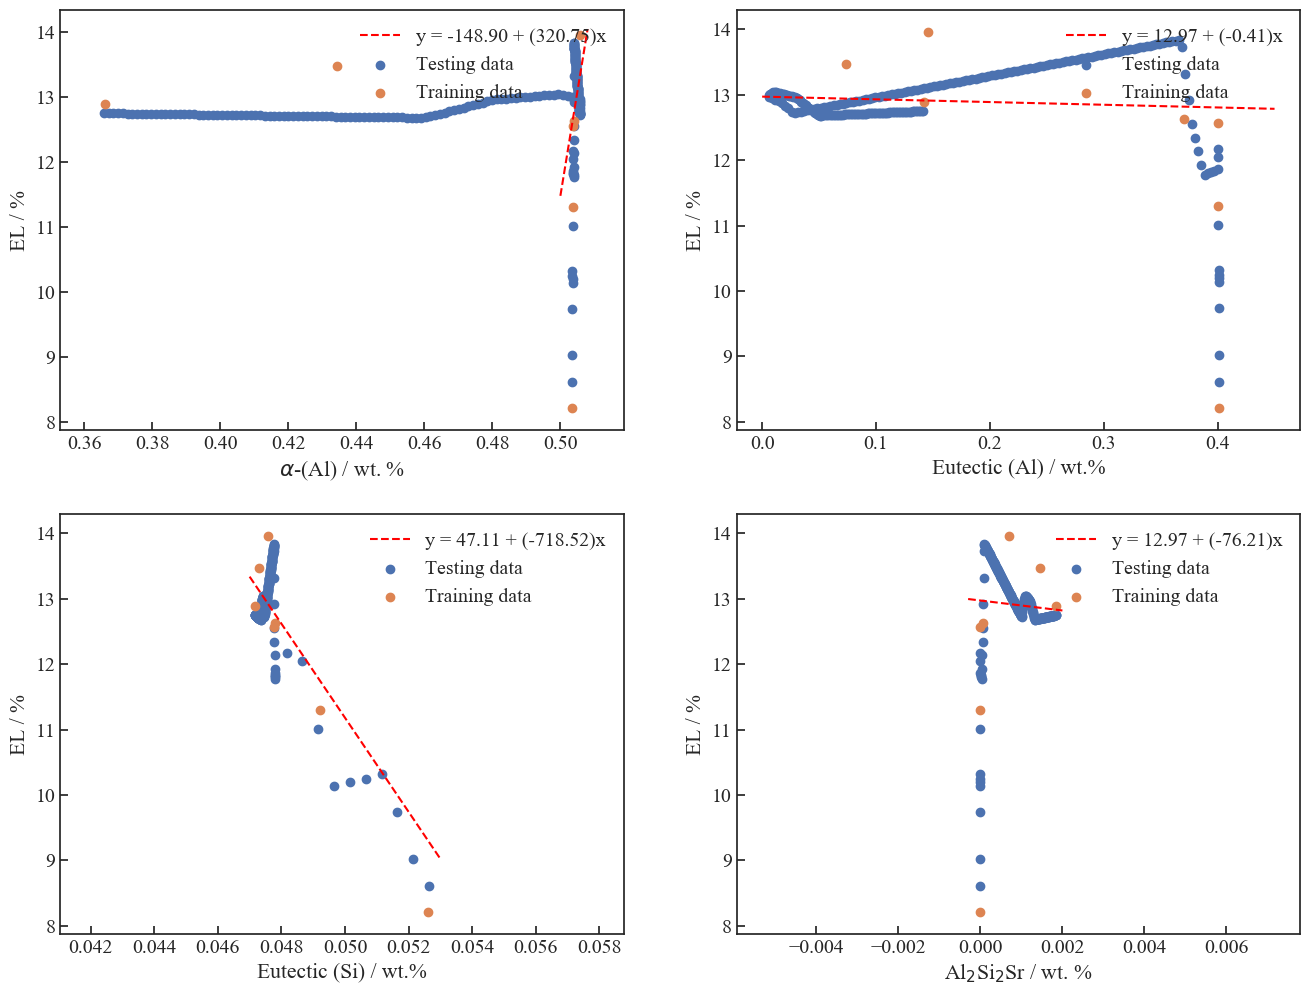 14
13
12
11
10
9
8
EL / %
y = -148.90 + (320.75)x
Testing data
Training data
0.36 0.38 0.40 0.42 0.44 0.46 0.48 0.50
α-(Al) / wt. %
14
13
12
11
10
9
8
EL / %
y = 12.97 + (-0.41)x
Testing data
Training data
0.0 0.1 0.2 0.3 0.4
Eutectic (Al) / wt.%
14
13
12
11
10
9
8
EL / %
y = 47.11 + (-718.52)x
Testing data
Training data
0.042 0.044 0.046 0.048 0.050 0.052 0.054 0.056 0.058
Eutectic (Si) / wt.%
14
13
12
11
10
9
8
EL / %
y = 12.97 + (-76.21)x
Testing data
Training data
−0.004 −0.002 0.000 0.002 0.004 0.006
Al₂Si₂Sr / wt. %